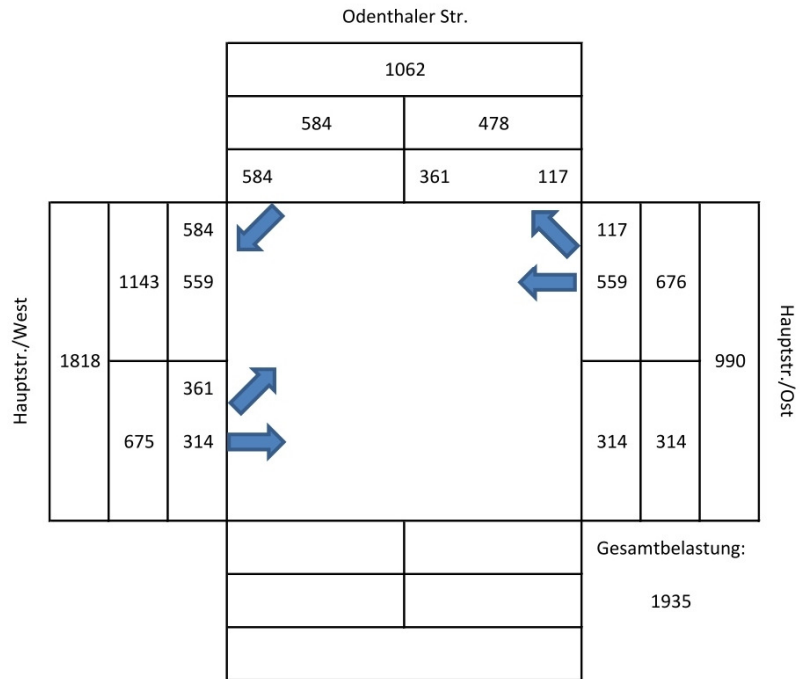 Odenthaler Str.
1062
584 478
584 361 117
584 117
1143 559 559 676
Hauptstr./West
1818 990
Hauptstr./Ost
361
675 314 314 314
Gesamtbelastung:
1935